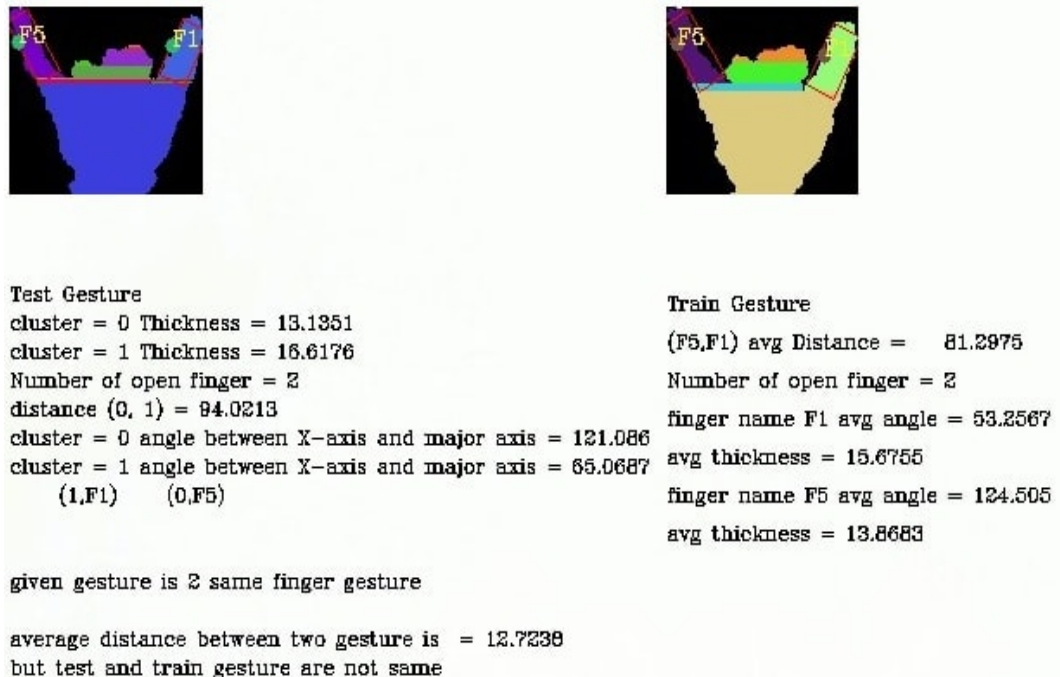 F5 F1
F5 F1
Test Gesture
cluster = 0 Thickness = 13.1351
cluster = 1 Thickness = 16.6176
Number of open finger = 2
distance (0, 1) = 94.0213
cluster = 0 angle between X-axis and major axis = 121.086
cluster = 1 angle between X-axis and major axis = 65.0687
(1,F1) (0,F5)
given gesture is 2 same finger gesture
average distance between two gesture is = 12.7238
but test and train gesture are not same
Train Gesture
(F5,F1) avg Distance = 81.2975
Number of open finger = 2
finger name F1 avg angle = 53.2567
avg thickness = 15.6755
finger name F5 avg angle = 124.505
avg thickness = 13.8683